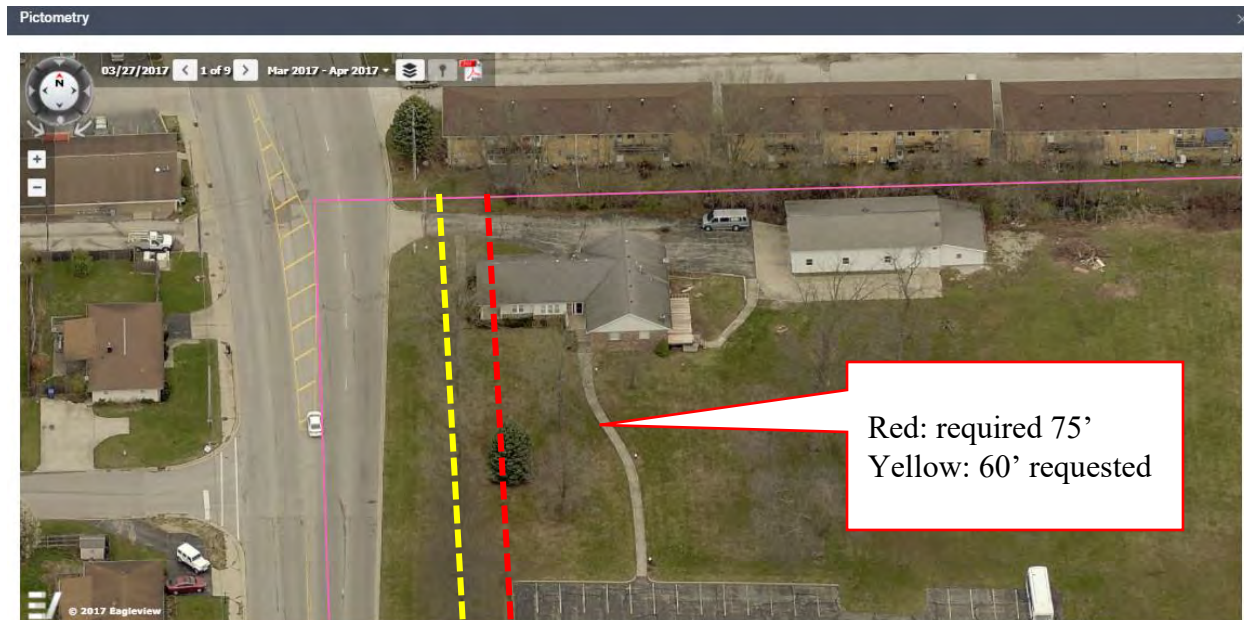 Pictometry
03/27/2017 1 of 9 Mar 2017 - Apr 2017
N
PDF
Red: required 75’
Yellow: 60’ requested
© 2017 Eagleview